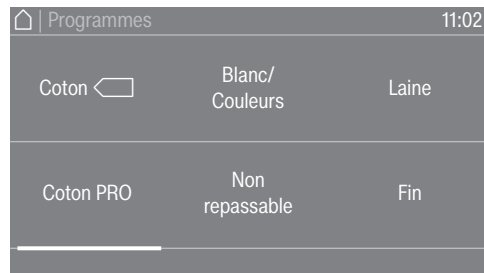 | Programmes
11:02
Coton
Blanc/
Couleurs
Laine
Coton PRO
Non
repassable
Fin